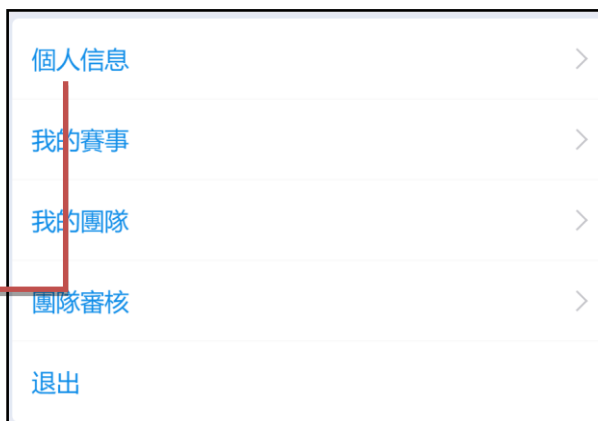 個人信息
我的賽事
我的團隊
團隊審核
退出